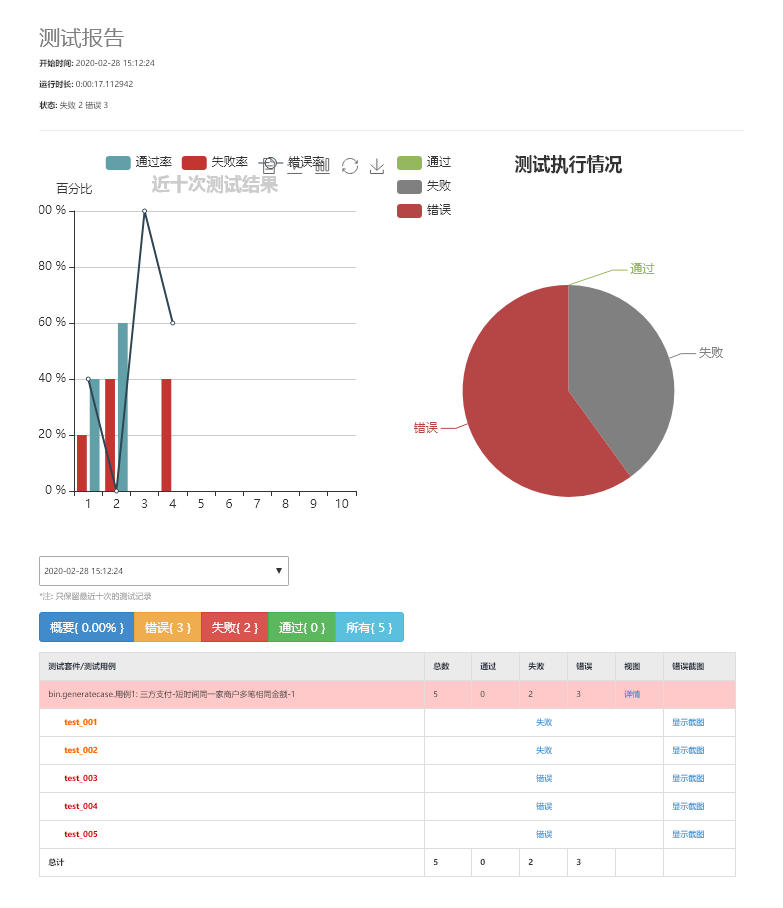 测试报告
开始时间: 2020-02-28 15:12:24
运行时长: 0:00:17.112942
状态: 失败 2 错误 3
通过率 失败率 错误率
近十次测试结果
百分比
00 %
80 %
60 %
40 %
20 %
0 %
1 2 3 4 5 6 7 8 9 10
测试执行情况
通过
失败
错误
通过
失败
错误
2020-02-28 15:12:24
*注: 只保留最近十次的测试记录
概要{ 0.00% } 错误{ 3 } 失败{ 2 } 通过{ 0 } 所有{ 5 }
测试套件/测试用例 总数 通过 失败 错误 视图 错误截图
bin.generatecase.用例1: 三方支付-短时间同一家商户多笔相同金额-1 5 0 2 3 详情
test_001 失败 显示截图
test_002 失败 显示截图
test_003 错误 显示截图
test_004 错误 显示截图
test_005 错误 显示截图
总计 5 0 2 3